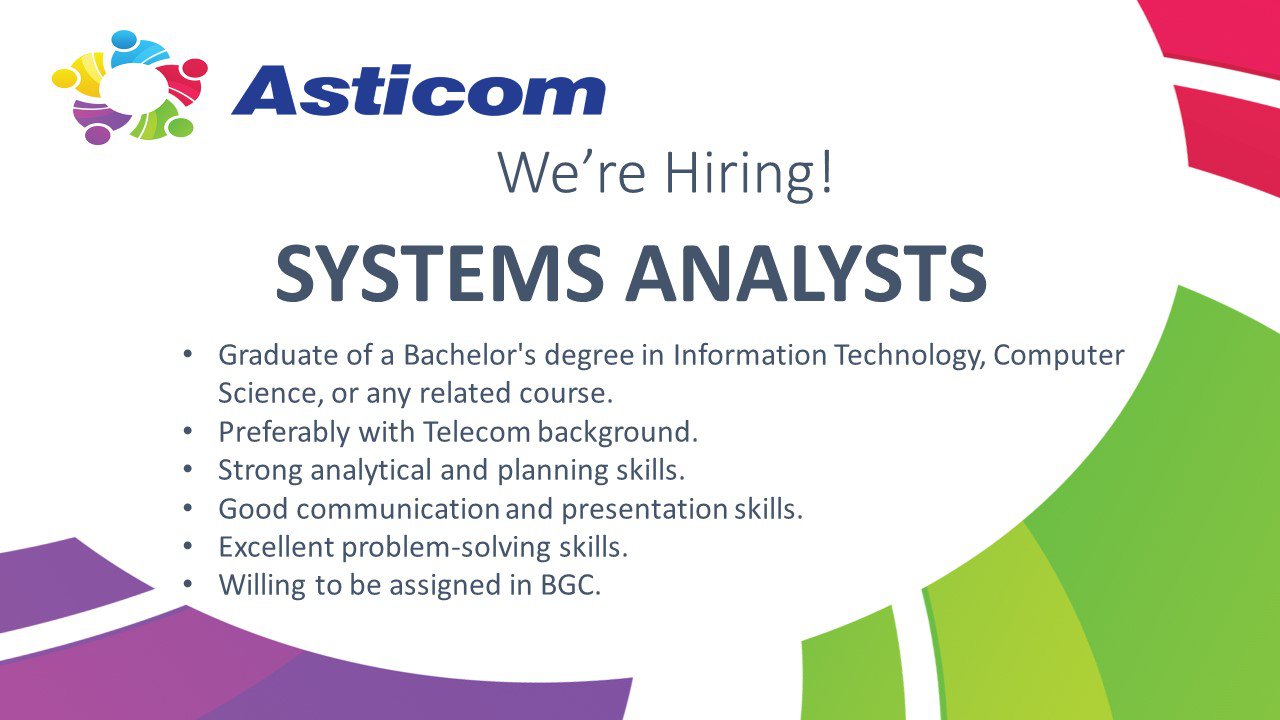 Asticom
We're Hiring!
SYSTEMS ANALYSTS
• Graduate of a Bachelor's degree in Information Technology, Computer
Science, or any related course.
• Preferably with Telecom background.
• Strong analytical and planning skills.
• Good communication and presentation skills.
• Excellent problem-solving skills.
• Willing to be assigned in BGC.